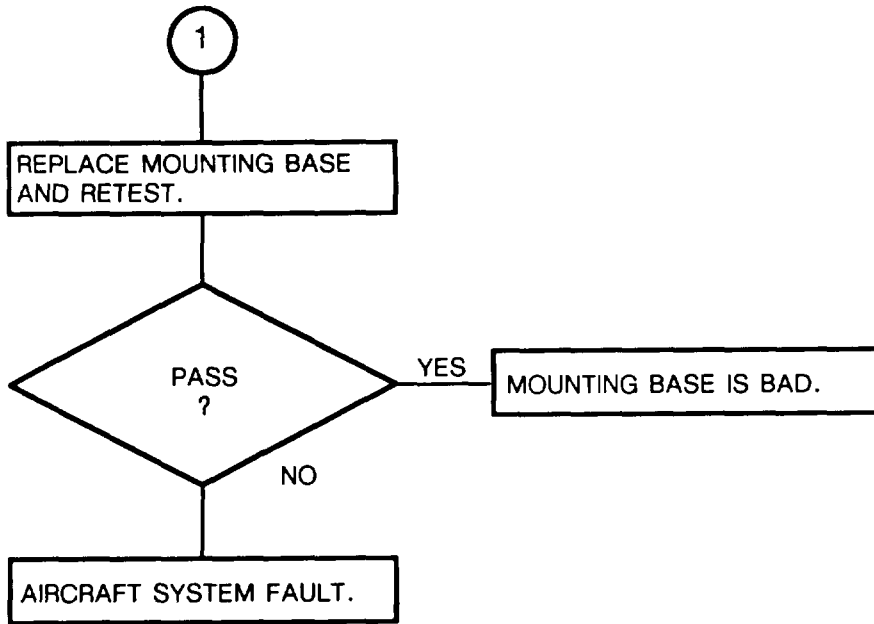 1
REPLACE MOUNTING BASE
AND RETEST.
PASS
?
YES
MOUNTING BASE IS BAD.
NO
AIRCRAFT SYSTEM FAULT.